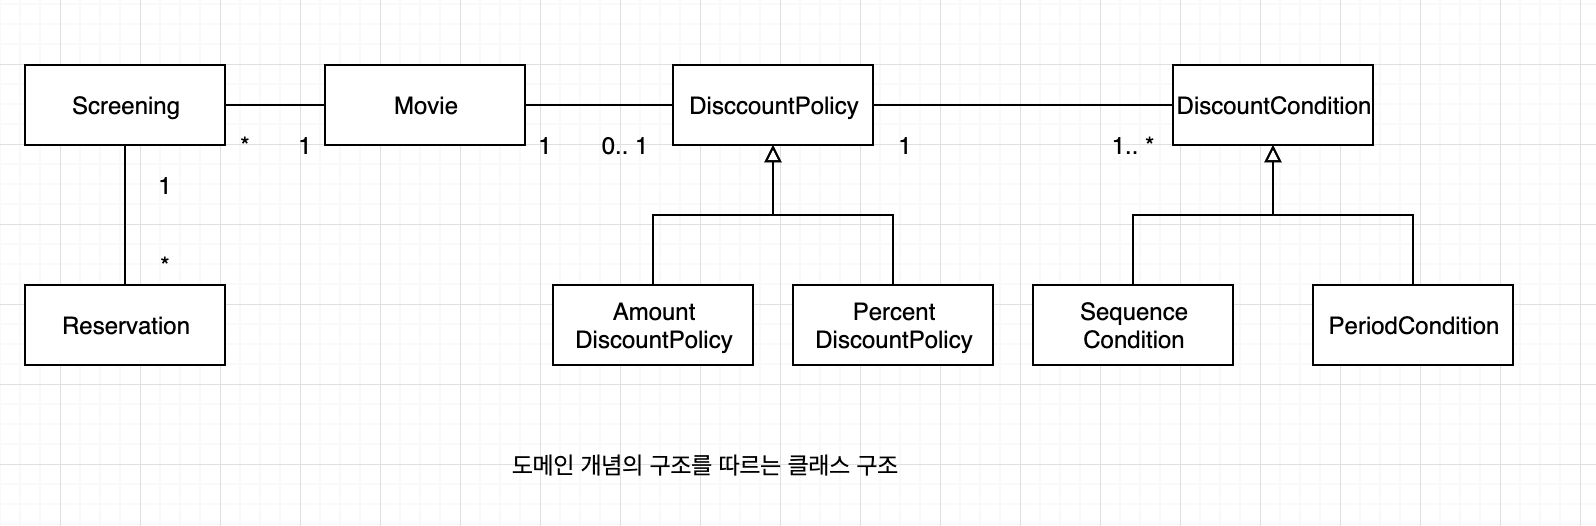 Screening
Movie
DisccountPolicy
DiscountCondition
*
1
1
0.. 1
1
1.. *
1
*
Reservation
Amount
DiscountPolicy
Percent
DiscountPolicy
Sequence
Condition
PeriodCondition
도메인 개념의 구조를 따르는 클래스 구조